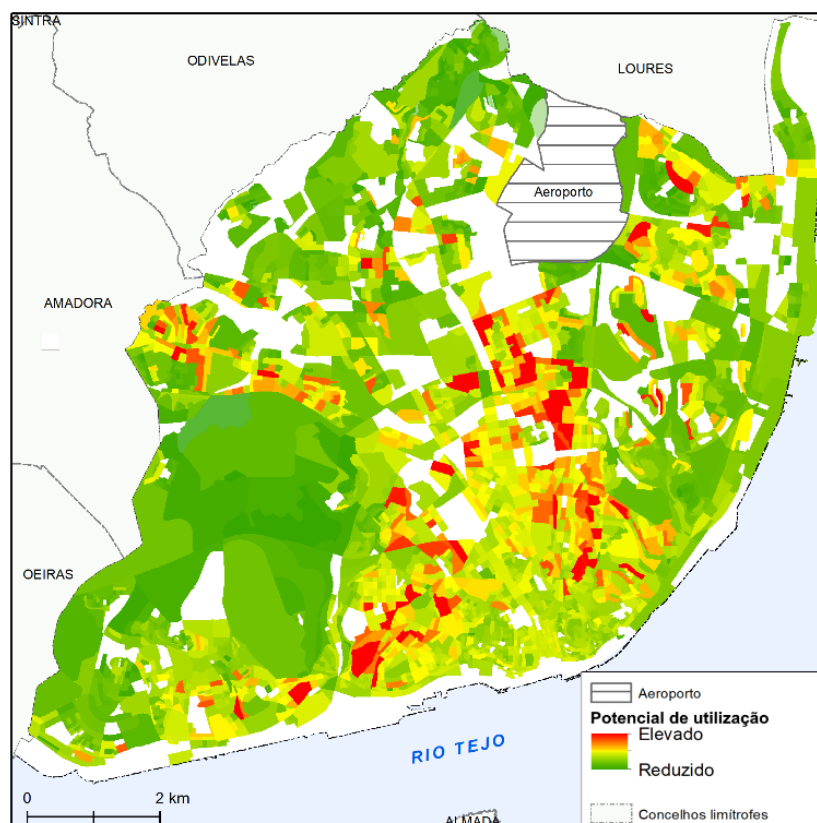 SINTRA
ODIVELAS
LOURES
Aeroporto
AMADORA
OEIRAS
RIO TEJO
ALMADA
0 2 km
Aeroporto
Potencial de utilização
Elevado
Reduzido
Concelhos limítrofes